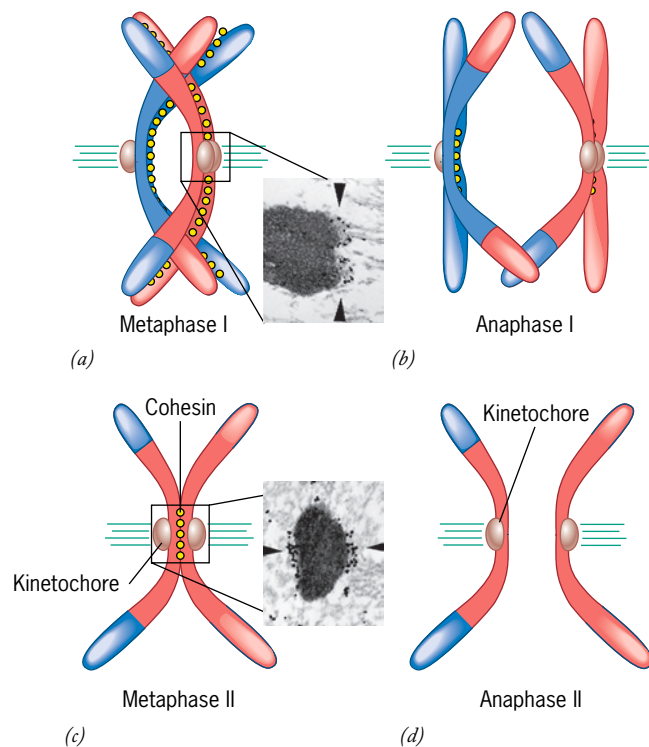 Metaphase I
Anaphase I
(a)
(b)
Cohesin
Kinetochore
Kinetochore
Metaphase II
Anaphase II
(c)
(d)